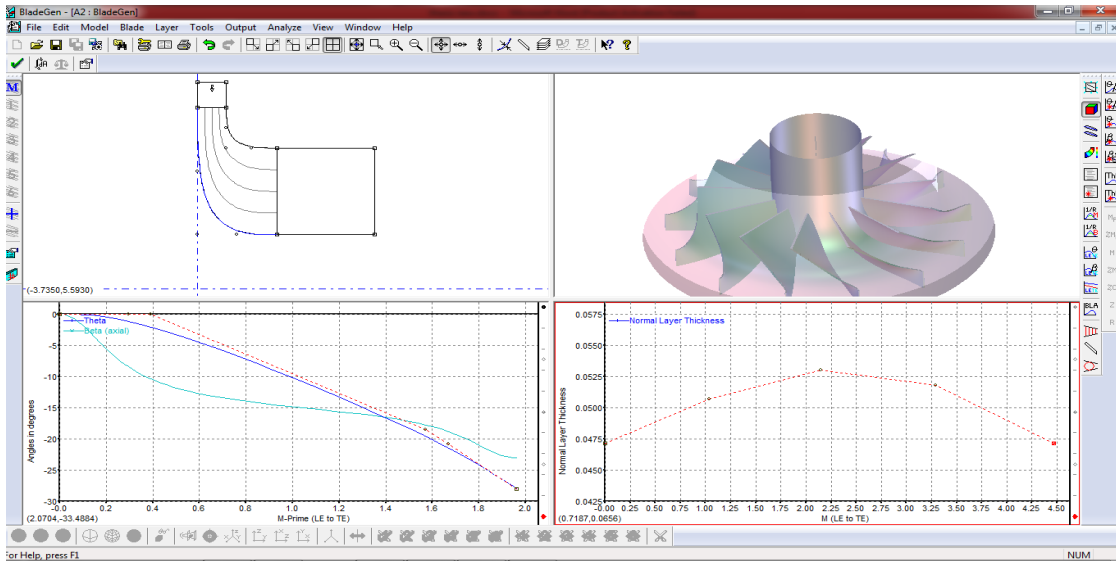 BladeGen - [A2 : BladeGen]
File Edit Model Blade Layer Tools Output Analyze View Window Help
M
(-3.7350,5.5930)
Theta
Beta (axial)
-0
-5
-10
-15
-20
-25
-30
Angles in degrees
-0.0 0.2 0.4 0.6 0.8 1.0 1.2 1.4 1.6 1.8 2.0
(2.0704,-33.4884)
M-Prime (LE to TE)
Normal Layer Thickness
0.0575
0.0550
0.0525
0.0500
0.0475
0.0450
0.0425
Normal Layer Thickness
-0.00 0.25 0.50 0.75 1.00 1.25 1.50 1.75 2.00 2.25 2.50 2.75 3.00 3.25 3.50 3.75 4.00 4.25 4.50
(0.7187,0.0656)
M (LE to TE)
For Help, press F1
NUM